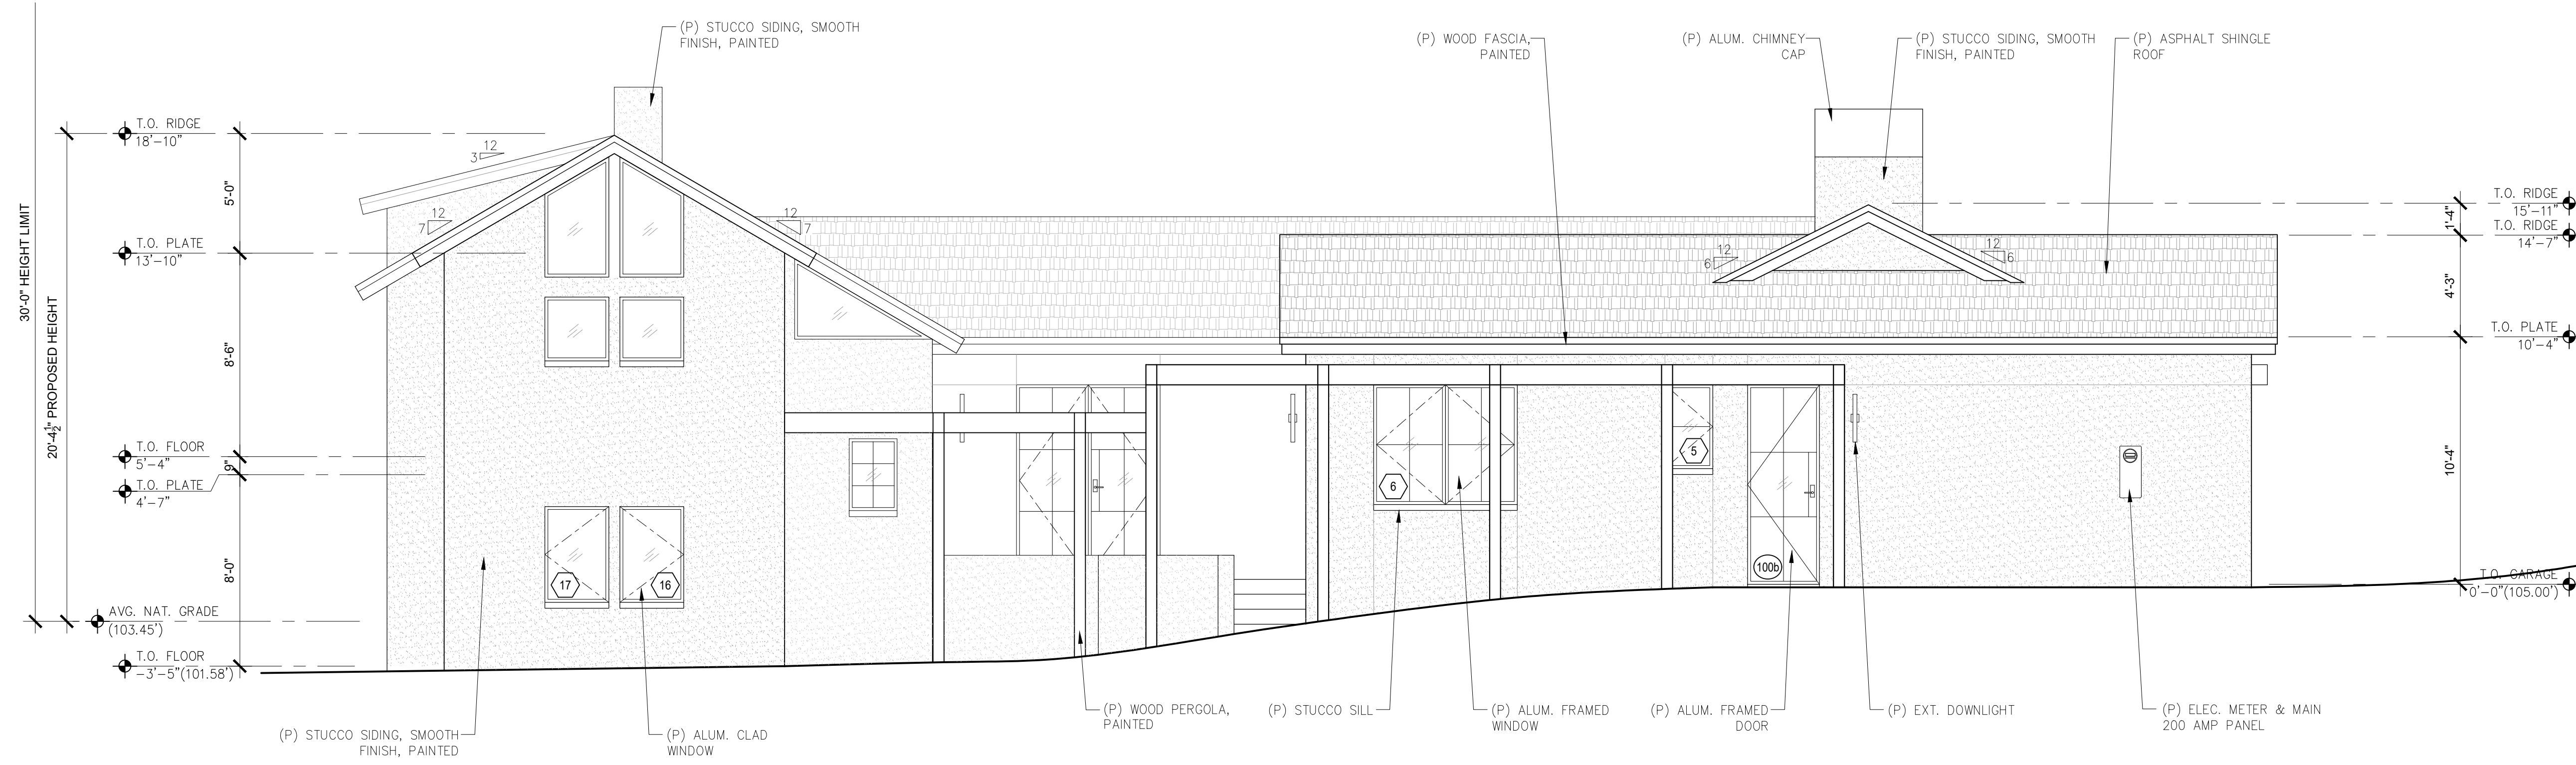 (P) STUCCO SIDING, SMOOTH
FINISH, PAINTED
(P) WOOD FASCIA,
PAINTED
(P) ALUM. CHIMNEY
CAP
(P) STUCCO SIDING, SMOOTH
FINISH, PAINTED
(P) ASPHALT SHINGLE
ROOF
30'-0" HEIGHT LIMIT
20'-4½" PROPOSED HEIGHT
T.O. RIDGE
18'-10"
5'-0"
T.O. PLATE
13'-10"
8'-6"
T.O. FLOOR
5'-4"
9"
T.O. PLATE
4'-7"
8'-0"
AVG. NAT. GRADE
(103.45')
T.O. FLOOR
-3'-5"(101.58')
12
3
12
7
12
7
12
6
12
6
17
16
6
5
100b
T.O. RIDGE
15'-11"
1'-4"
T.O. RIDGE
14'-7"
4'-3"
T.O. PLATE
10'-4"
10'-4"
T.O. GARAGE
0'-0"(105.00')
(P) STUCCO SIDING, SMOOTH
FINISH, PAINTED
(P) ALUM. CLAD
WINDOW
(P) WOOD PERGOLA,
PAINTED
(P) STUCCO SILL
(P) ALUM. FRAMED
WINDOW
(P) ALUM. FRAMED
DOOR
(P) EXT. DOWNLIGHT
(P) ELEC. METER & MAIN
200 AMP PANEL